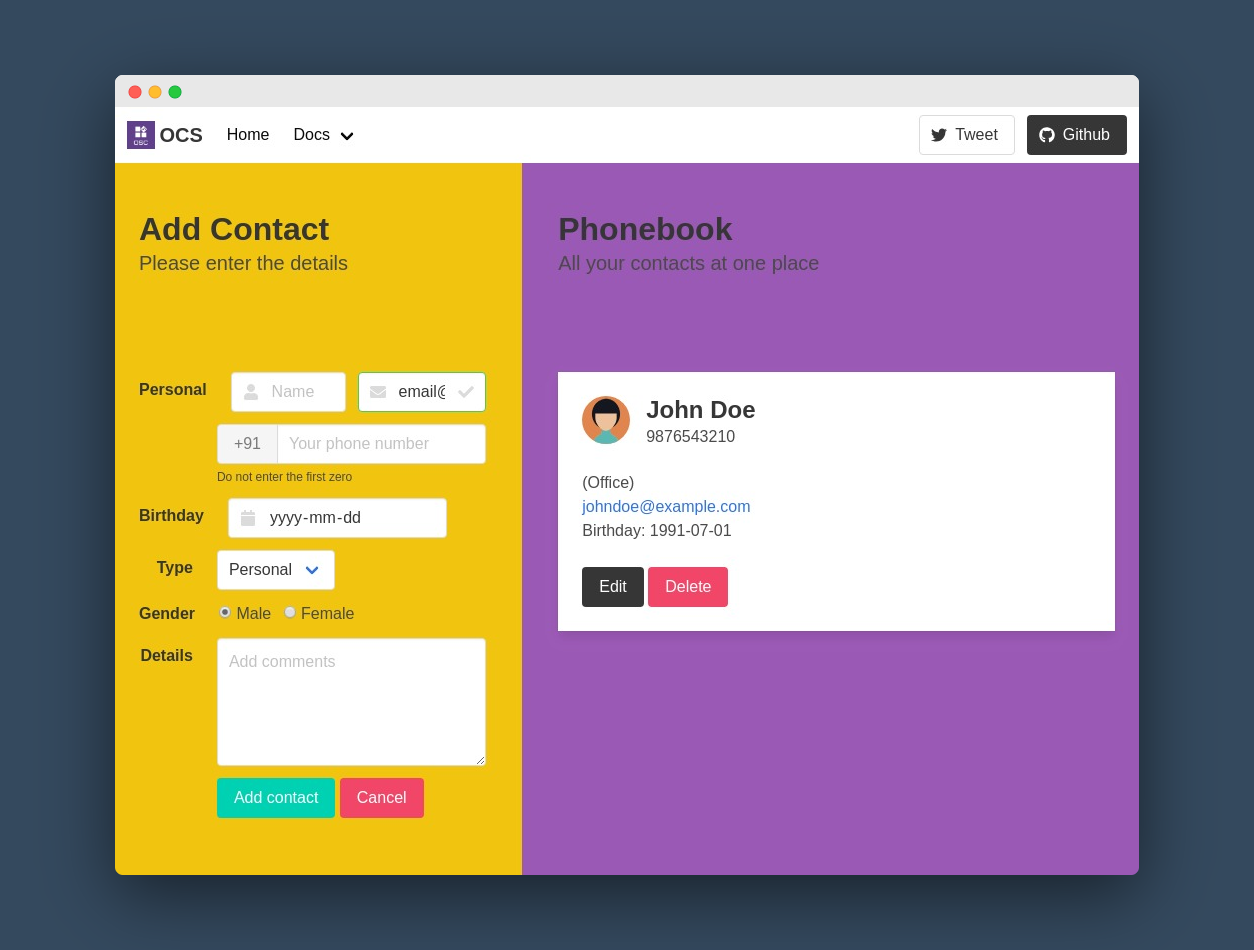 OSC
OCS Home Docs Tweet Github
Add Contact
Please enter the details
Personal Name email@
+91 Your phone number
Do not enter the first zero
Birthday yyyy-mm-dd
Type Personal
Gender Male Female
Details Add comments
Add contact Cancel
Phonebook
All your contacts at one place
John Doe
9876543210
(Office)
johndoe@example.com
Birthday: 1991-07-01
Edit Delete